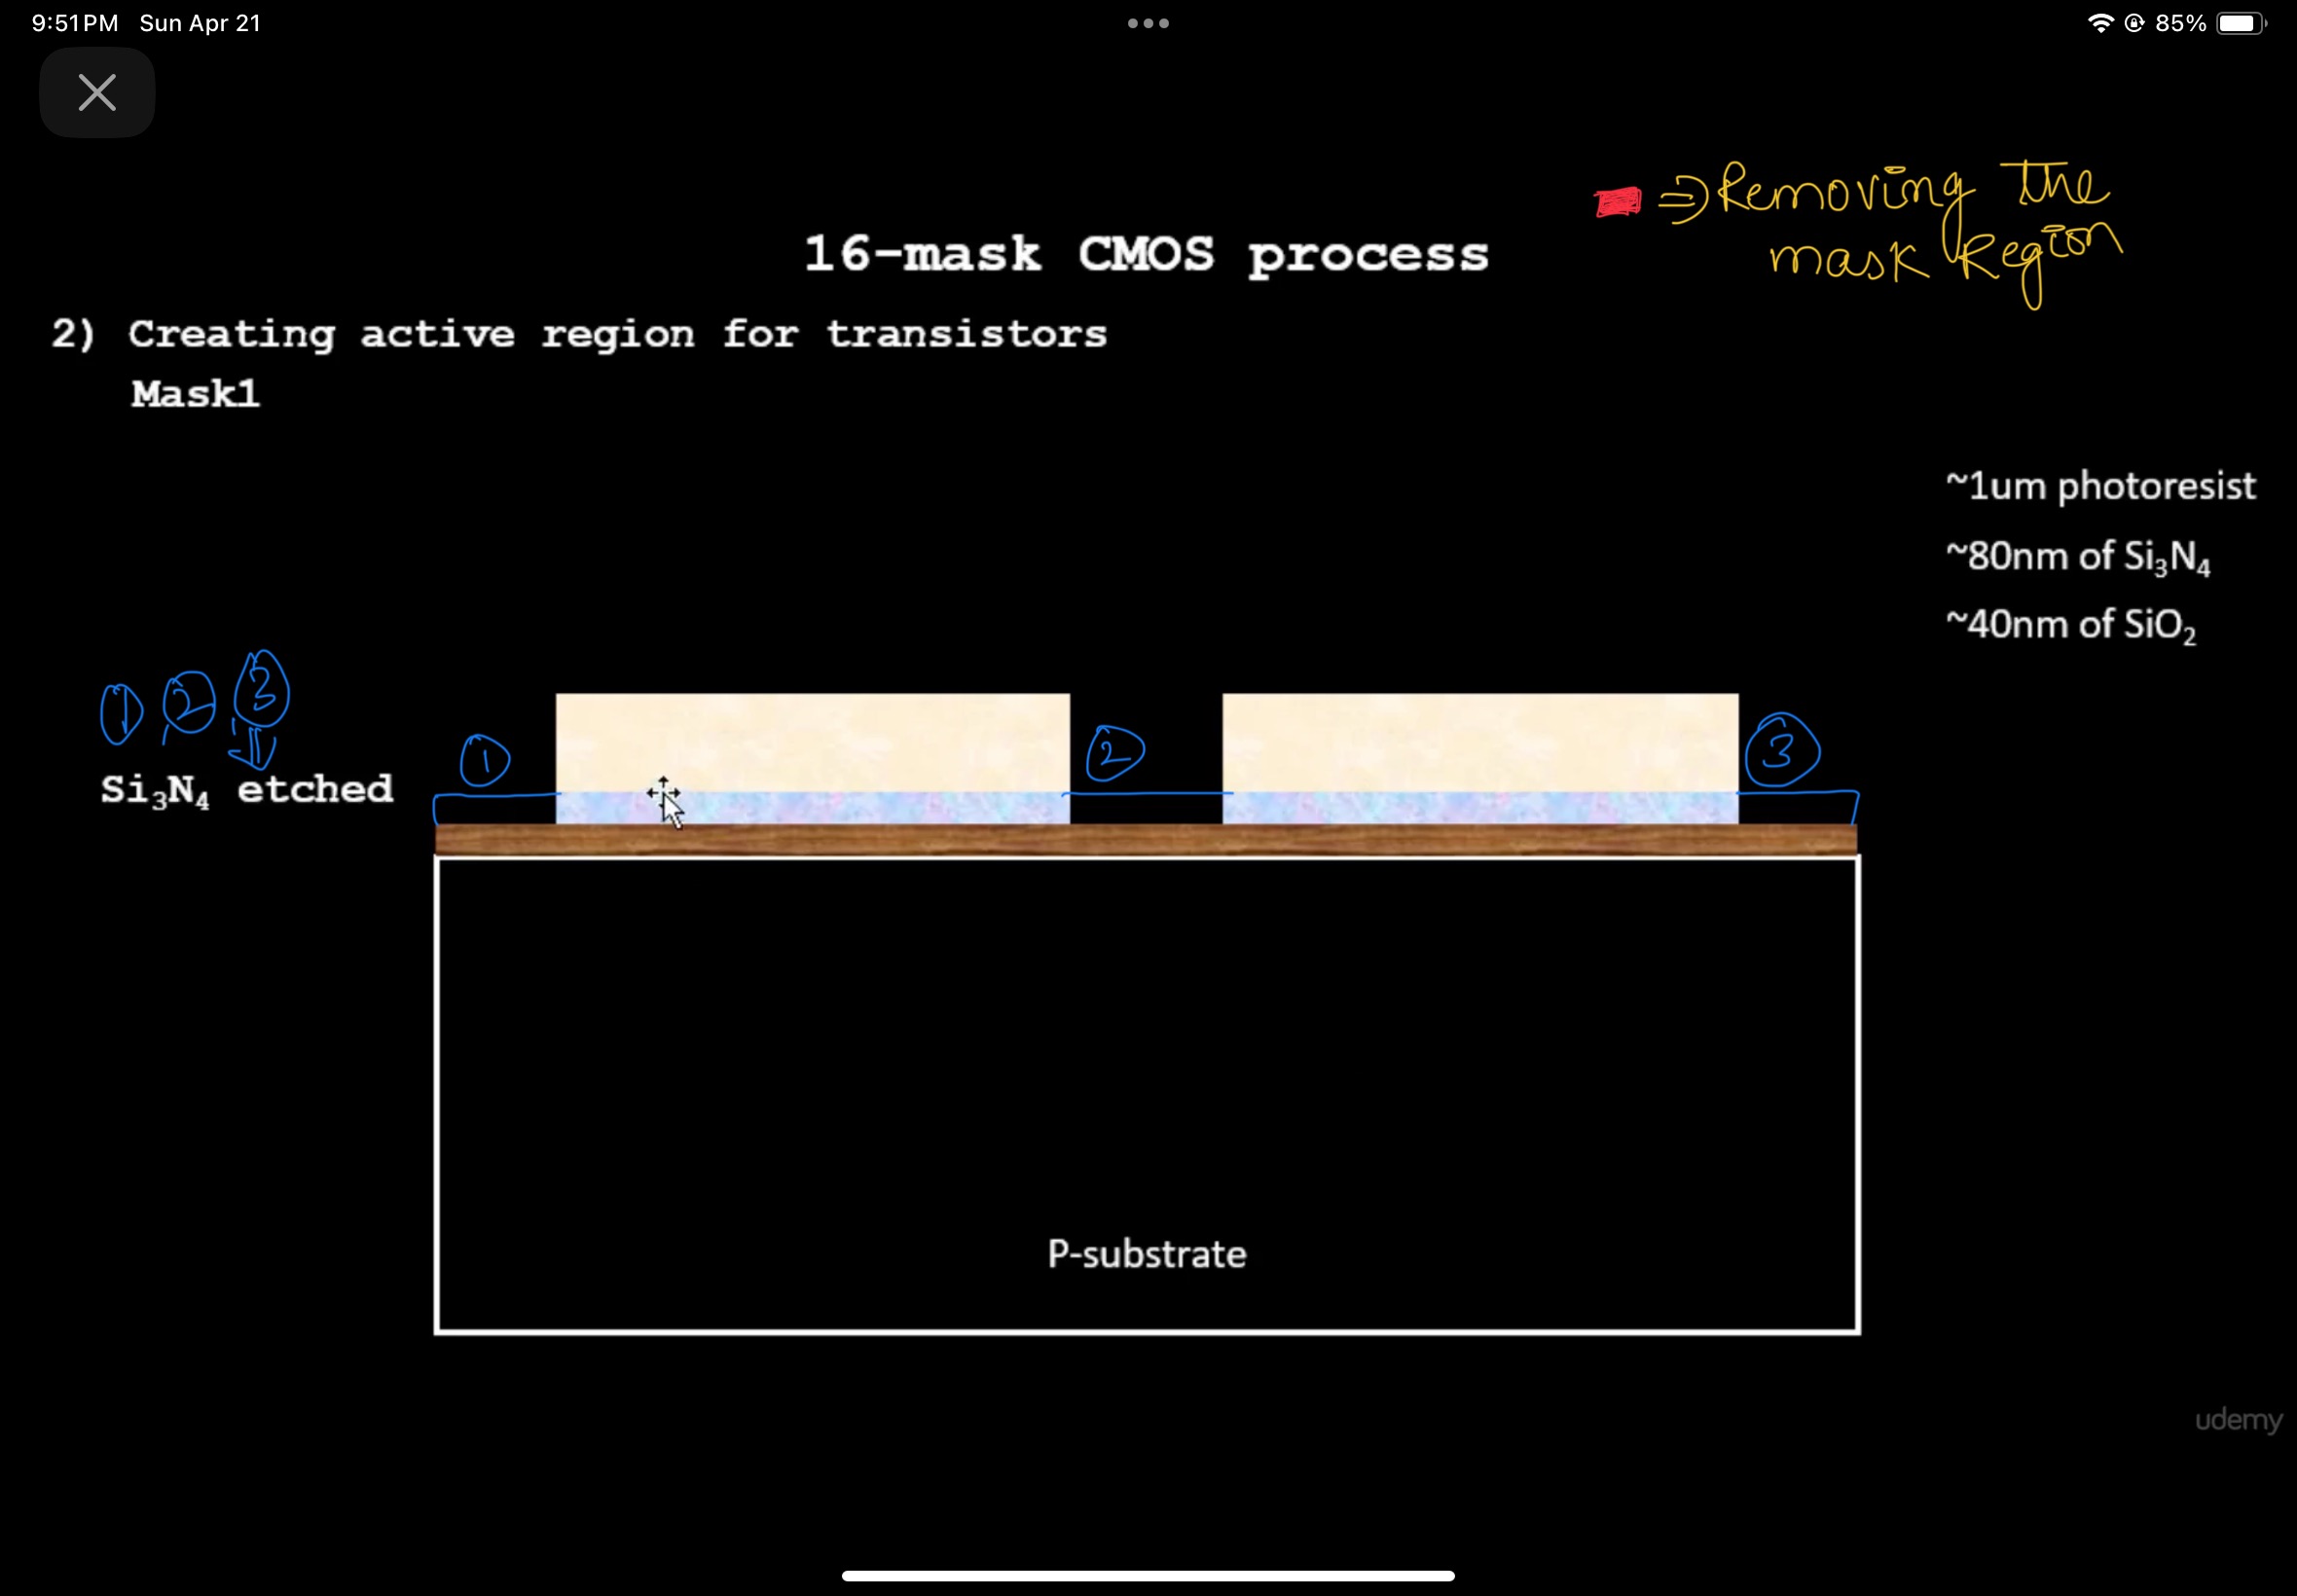 9:51 PM Sun Apr 21
85%
⇒ Removing The
mask Region
16-mask CMOS process
2) Creating active region for transistors
Mask1
~1um photoresist
~80nm of Si₃N₄
~40nm of SiO₂
1, 2, 3
1 2 3
Si₃N₄ etched
P-substrate
udemy